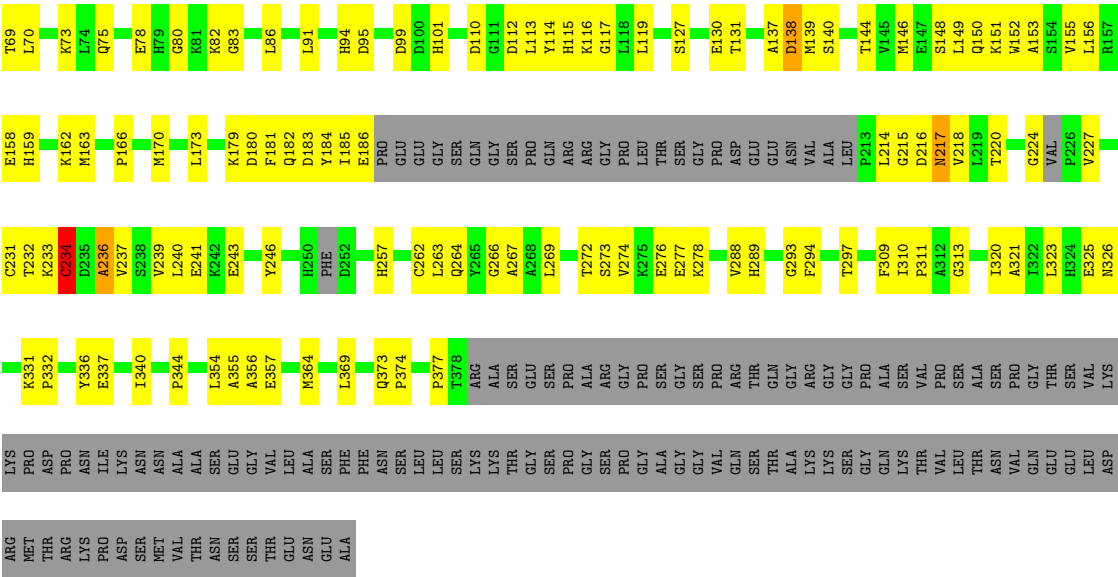 T69 L70 K73 L74 Q75 E78 H79 G80 K81 K82 G83 L86 L91 H94 D95 D99 D100 H101 D110 G111 D112 L113 Y114 H115 K116 G117 L118 L119 S127 E130 T131 A137 D138 M139 S140 T144 V145 M146 E147 S148 L149 Q150 K151 W152 A153 S154 V155 L156 R157
E158 H159 K162 M163 P166 M170 L173 K179 D180 F181 Q182 D183 Y184 I185 E186 PRO GLU GLU GLY SER GLN GLY SER PRO GLN ARG ARG GLY PRO LEU THR SER GLY PRO ASP GLU GLU ASN VAL ALA LEU P213 L214 G215 D216 N217 V218 L219 T220 G224 VAL P226 V227
C231 T232 K233 C234 D235 A236 V237 S238 V239 L240 E241 K242 E243 Y246 H250 PHE D252 H257 C262 L263 Q264 Y265 G266 A267 A268 L269 T272 S273 V274 K275 E276 E277 K278 V288 H289 G293 F294 T297 F309 I310 P311 A312 G313 I320 A321 I322 L323 H324 E325 N326
K331 P332 Y336 E337 I340 P344 L354 A355 A356 E357 M364 L369 Q373 P374 P377 T378 ARG ALA SER GLU SER PRO ALA ARG GLY PRO SER GLY SER PRO ARG THR GLN GLY ARG GLY GLY PRO ALA SER VAL PRO SER ALA SER PRO GLY THR SER VAL LYS
LYS PRO ASP PRO ASN ILE LYS ASN ASN ALA ALA SER GLU GLY VAL LEU ALA SER PHE PHE ASN SER LEU LEU SER LYS LYS THR GLY SER PRO GLY SER PRO GLY ALA GLY GLY VAL GLN SER THR ALA LYS LYS SER GLY GLN LYS THR VAL LEU THR ASN VAL GLN GLU GLU LEU ASP
ARG MET THR ARG LYS PRO ASP SER MET VAL THR ASN SER SER THR GLU ASN GLU ALA